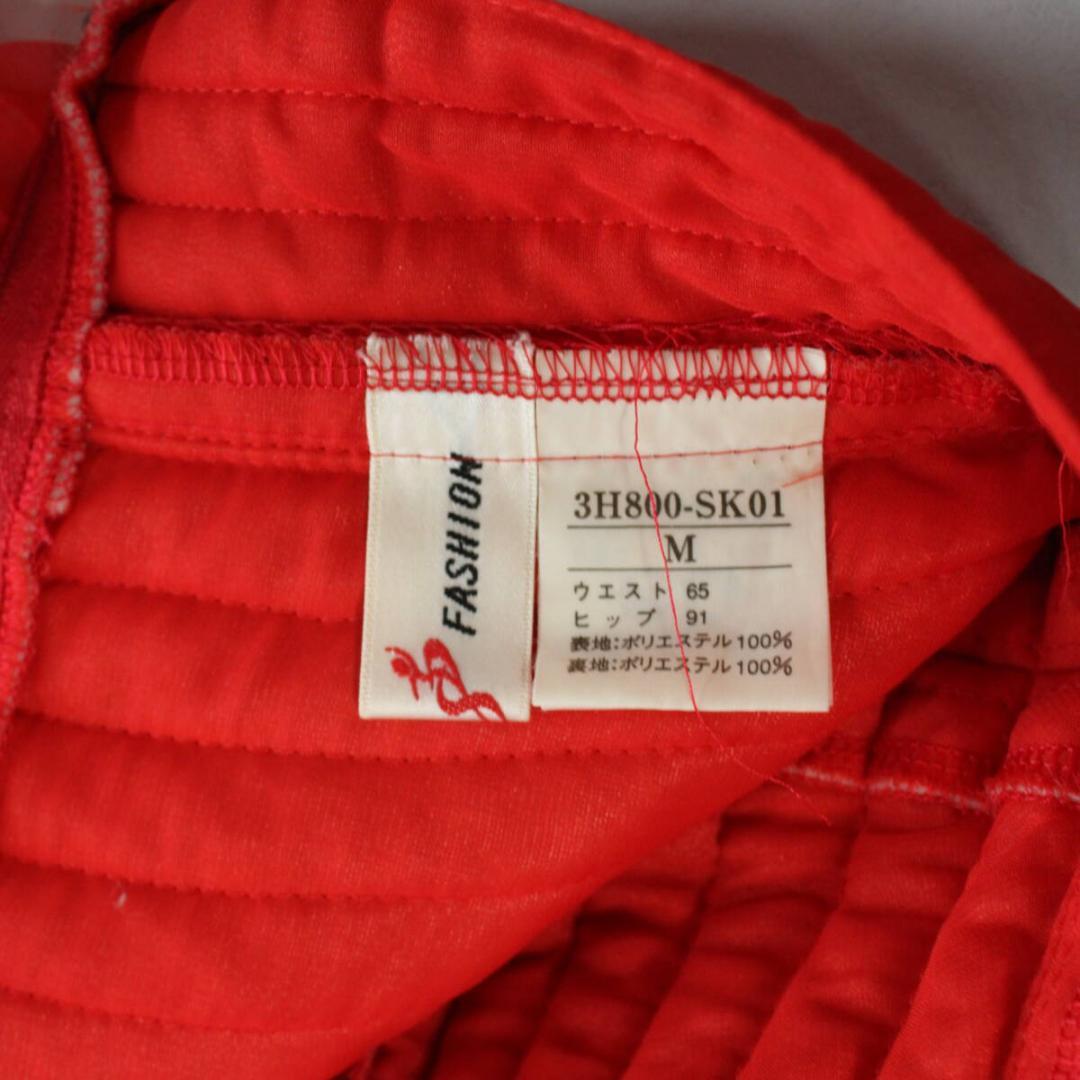 FASHION
3H800-SK01
M
ウエスト 65
ヒップ 91
表地:ポリエステル100%
裏地:ポリエステル100%